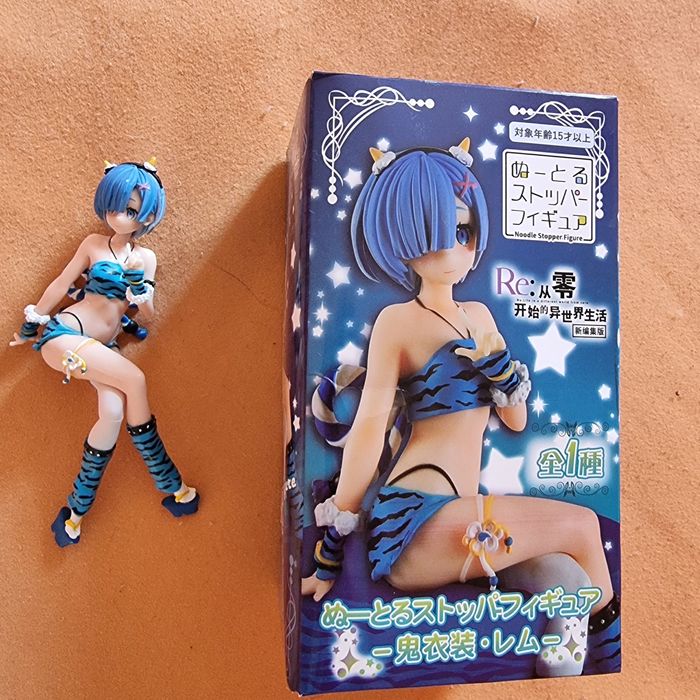 対象年齢15才以上
ぬーどる
ストッパー
フィギュア
Noodle Stopper Figure
Re:从零
开始的异世界生活
新编集版
全1種
ぬーどるストッパーフィギュア
-鬼衣装・レム-